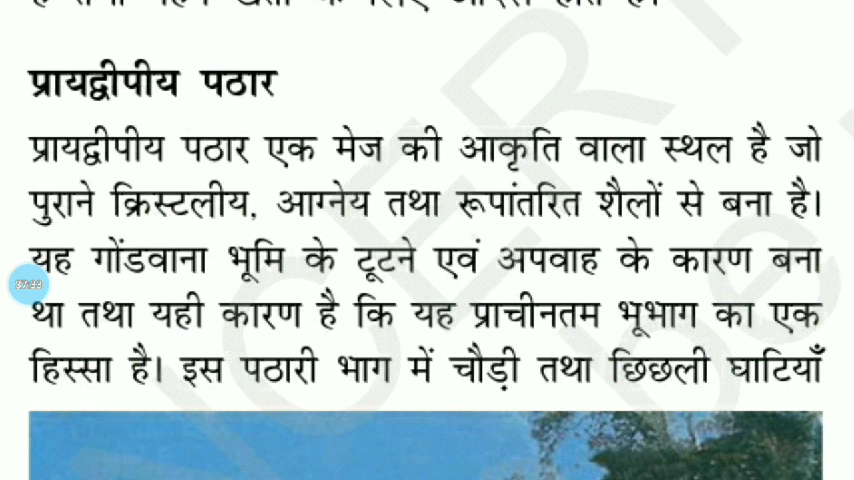 प्रायद्वीपीय पठार
प्रायद्वीपीय पठार एक मेज की आकृति वाला स्थल है जो
पुराने क्रिस्टलीय, आग्नेय तथा रूपांतरित शैलों से बना है।
यह गोंडवाना भूमि के टूटने एवं अपवाह के कारण बना
था तथा यही कारण है कि यह प्राचीनतम भूभाग का एक
हिस्सा है। इस पठारी भाग में चौड़ी तथा छिछली घाटियाँ